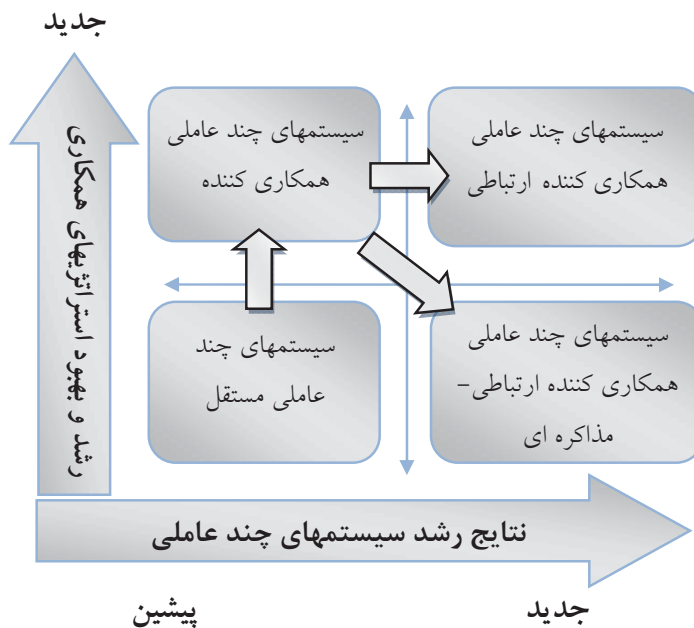 جدید
رشد و بهبود استراتژیهای همکاری
سیستمهای چند عاملی
همکاری کننده ارتباطی
سیستمهای چند عاملی
همکاری کننده
سیستمهای چند عاملی
همکاری کننده ارتباطی-
مذاکره ای
سیستمهای چند
عاملی مستقل
نتایج رشد سیستمهای چند عاملی
جدید
پیشین